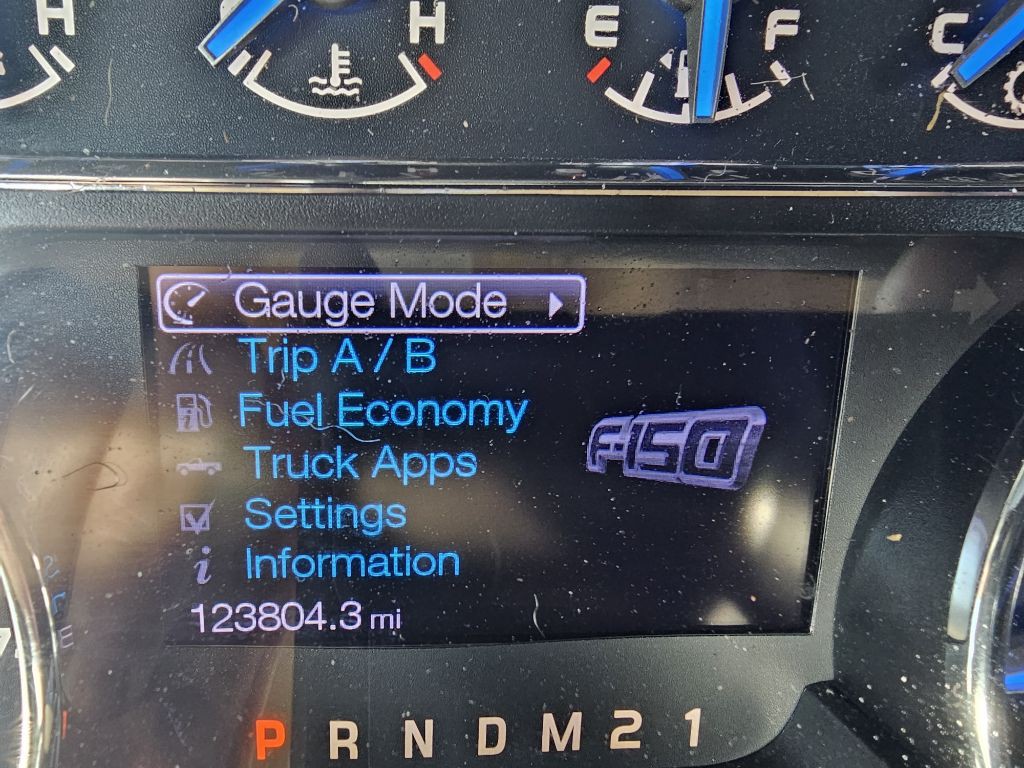 H H E F C
Gauge Mode
Trip A / B
Fuel Economy
F-150
Truck Apps
Settings
Information
123804.3 mi
P R N D M 2 1